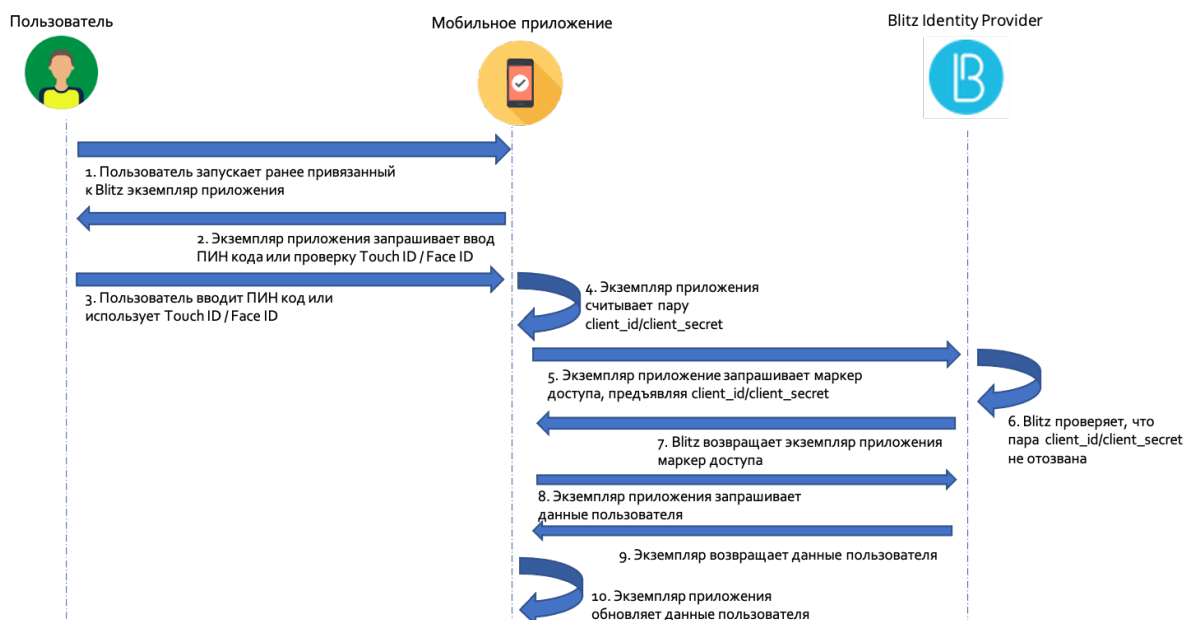 Пользователь
Мобильное приложение
Blitz Identity Provider
1. Пользователь запускает ранее привязанный
к Blitz экземпляр приложения
2. Экземпляр приложения запрашивает ввод
ПИН кода или проверку Touch ID / Face ID
3. Пользователь вводит ПИН код или
использует Touch ID / Face ID
4. Экземпляр приложения
считывает пару
client_id/client_secret
5. Экземпляр приложение запрашивает маркер
доступа, предъявляя client_id/client_secret
6. Blitz проверяет, что
пара client_id/client_secret
не отозвана
7. Blitz возвращает экземпляр приложения
маркер доступа
8. Экземпляр приложения запрашивает
данные пользователя
9. Экземпляр возвращает данные пользователя
10. Экземпляр приложения
обновляет данные пользователя